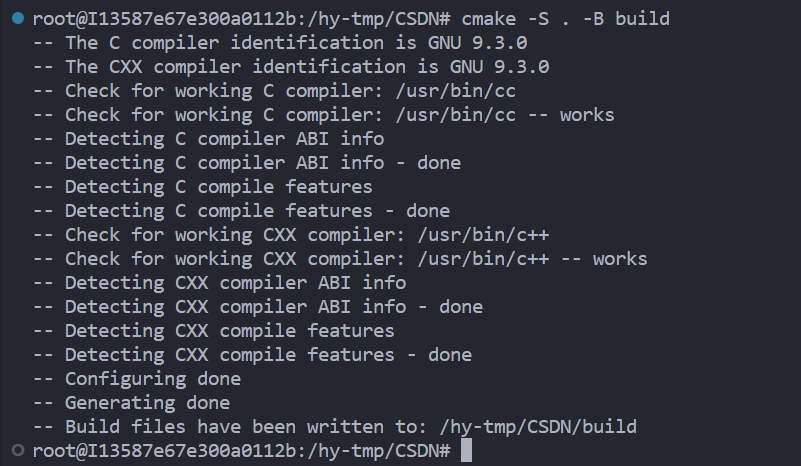 root@I13587e67e300a0112b:/hy-tmp/CSDN# cmake -S . -B build
-- The C compiler identification is GNU 9.3.0
-- The CXX compiler identification is GNU 9.3.0
-- Check for working C compiler: /usr/bin/cc
-- Check for working C compiler: /usr/bin/cc -- works
-- Detecting C compiler ABI info
-- Detecting C compiler ABI info - done
-- Detecting C compile features
-- Detecting C compile features - done
-- Check for working CXX compiler: /usr/bin/c++
-- Check for working CXX compiler: /usr/bin/c++ -- works
-- Detecting CXX compiler ABI info
-- Detecting CXX compiler ABI info - done
-- Detecting CXX compile features
-- Detecting CXX compile features - done
-- Configuring done
-- Generating done
-- Build files have been written to: /hy-tmp/CSDN/build
root@I13587e67e300a0112b:/hy-tmp/CSDN#